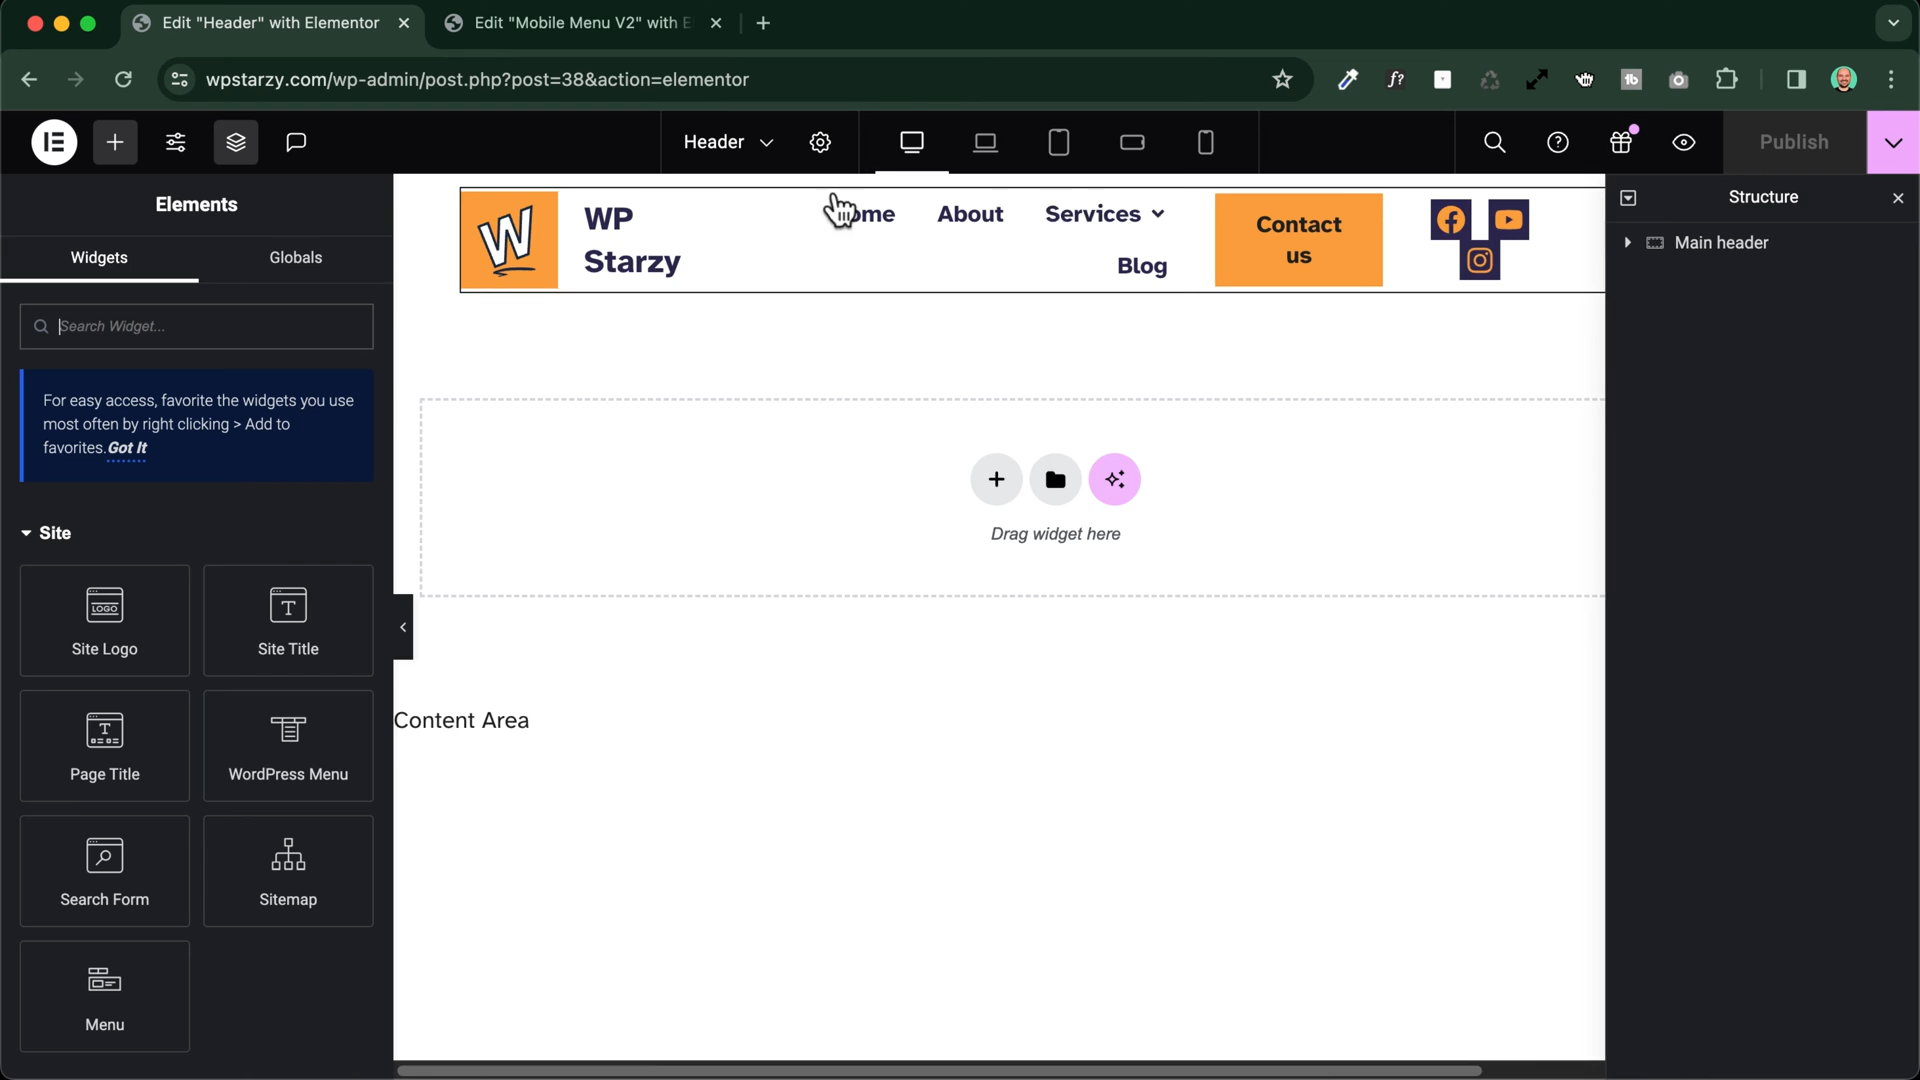 Edit "Header" with Elementor
Edit "Mobile Menu V2" with E
wpstarzy.com/wp-admin/post.php?post=38&action=elementor
Header
Publish
Elements
Widgets
Globals
Search Widget...
For easy access, favorite the widgets you use
most often by right clicking > Add to
favorites. Got It
Site
LOGO
Site Logo
Site Title
Page Title
WordPress Menu
Search Form
Sitemap
Menu
W
WP
Starzy
ome
About
Services
Blog
Contact
us
Drag widget here
Content Area
Structure
Main header